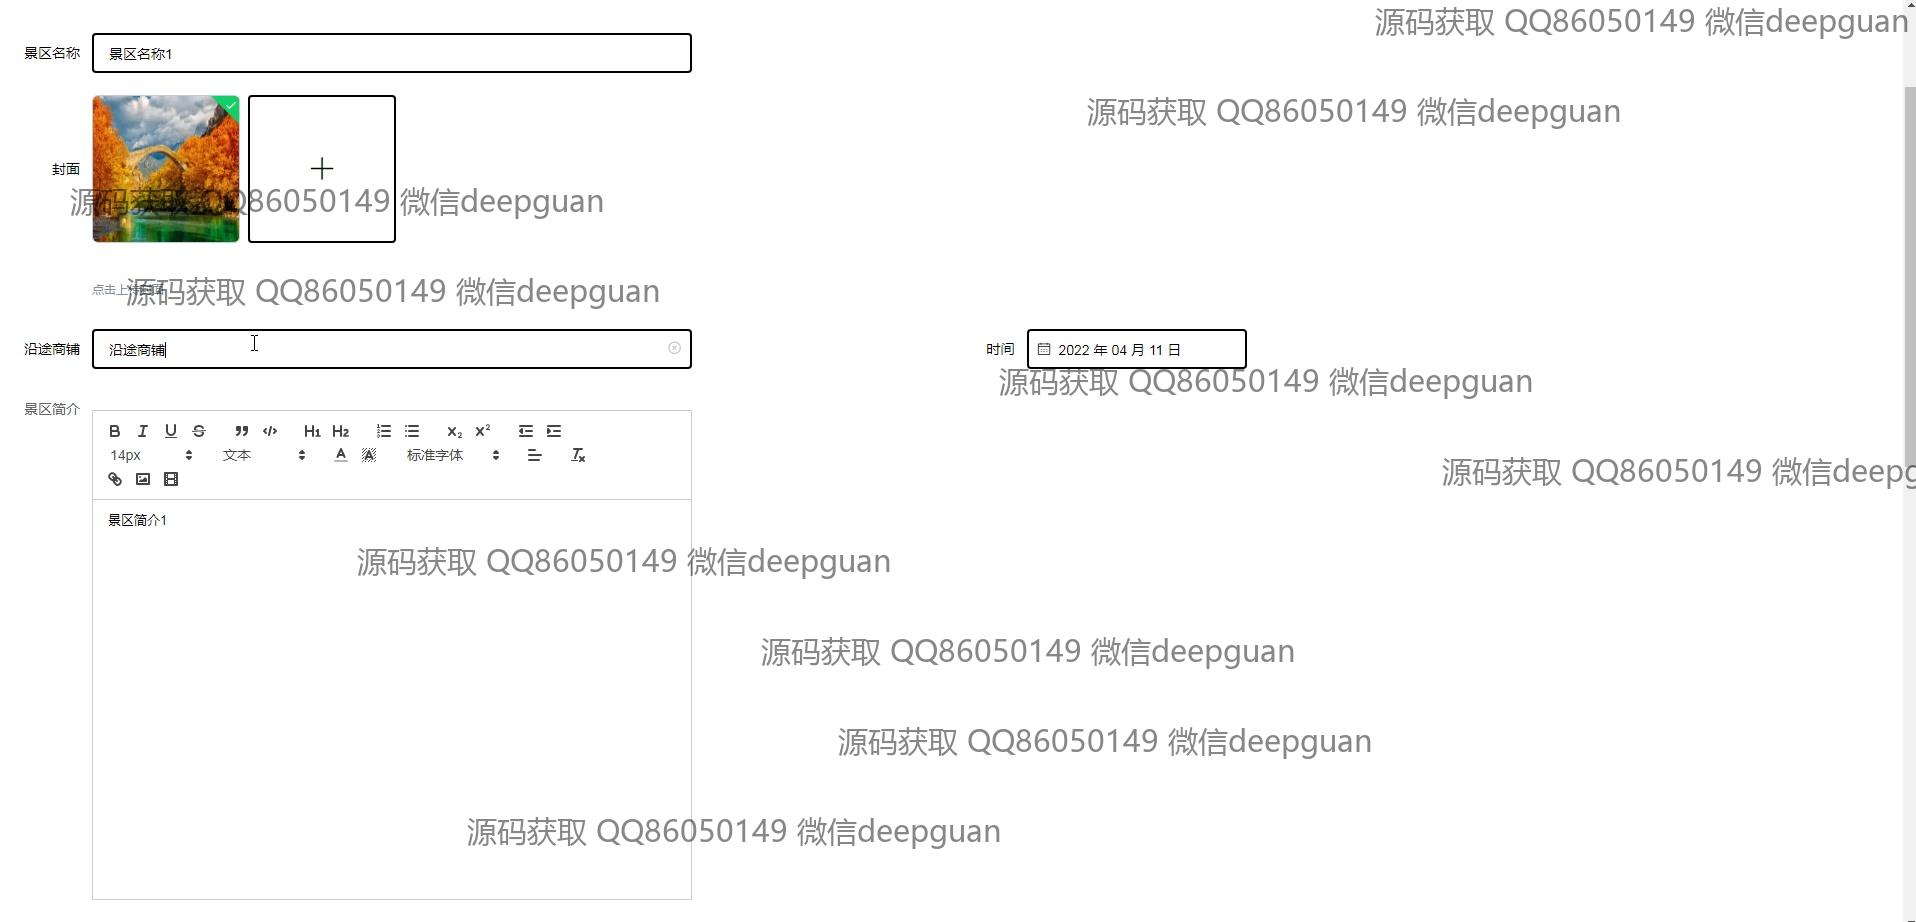 源码获取 QQ86050149 微信deepguan
景区名称 景区名称1
源码获取 QQ86050149 微信deepguan
封面
源码获取 QQ86050149 微信deepguan
点击上传
源码获取 QQ86050149 微信deepguan
沿途商铺 沿途商铺 时间 2022 年 04 月 11 日
源码获取 QQ86050149 微信deepguan
景区简介
B I U S H1 H2 X2 X2
14px 文本 A A 标准字体 Tx
源码获取 QQ86050149 微信deepg
景区简介1
源码获取 QQ86050149 微信deepguan
源码获取 QQ86050149 微信deepguan
源码获取 QQ86050149 微信deepguan
源码获取 QQ86050149 微信deepguan